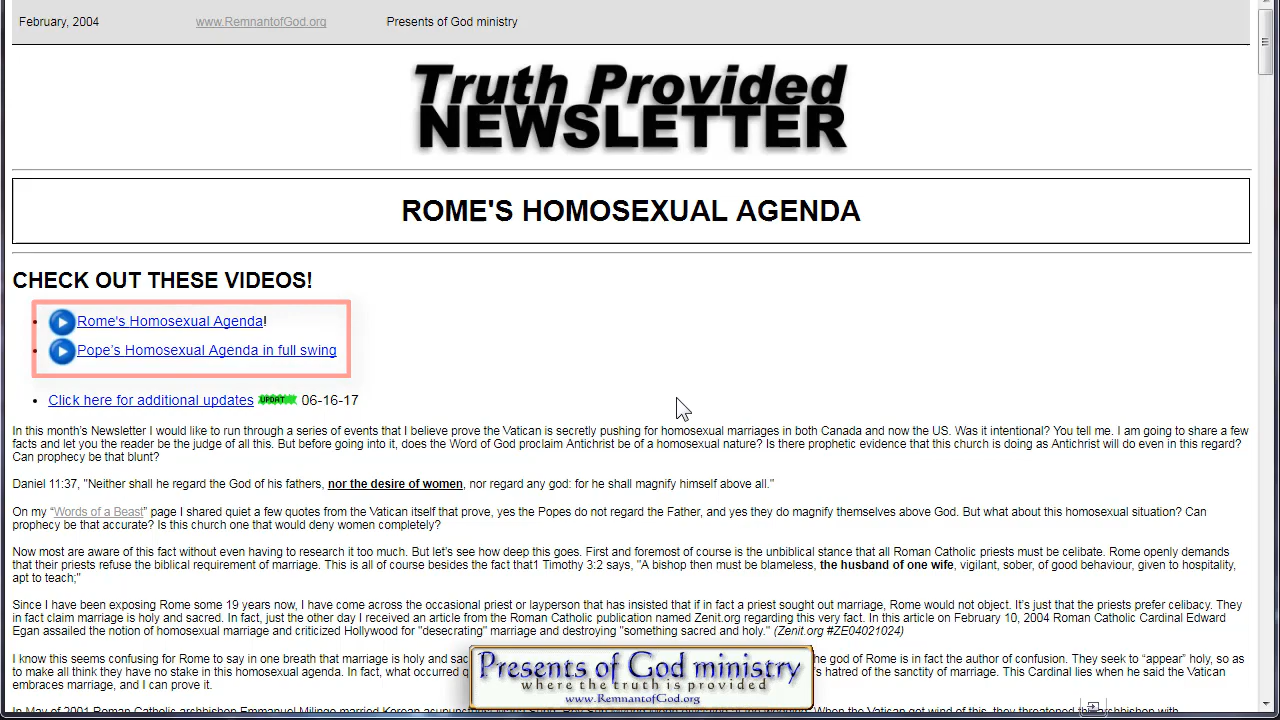 February, 2004 www.RemnantofGod.org Presents of God ministry
Truth Provided
NEWSLETTER
ROME'S HOMOSEXUAL AGENDA
CHECK OUT THESE VIDEOS!
Rome's Homosexual Agenda!
Pope's Homosexual Agenda in full swing
Click here for additional updates UPDAT 06-16-17
In this month's Newsletter I would like to run through a series of events that I believe prove the Vatican is secretly pushing for homosexual marriages in both Canada and now the US. Was it intentional? You tell me. I am going to share a few
facts and let you the reader be the judge of all this. But before going into it, does the Word of God proclaim Antichrist be of a homosexual nature? Is there prophetic evidence that this church is doing as Antichrist will do even in this regard?
Can prophecy be that blunt?
Daniel 11:37, "Neither shall he regard the God of his fathers, nor the desire of women, nor regard any god: for he shall magnify himself above all."
On my “Words of a Beast” page I shared quiet a few quotes from the Vatican itself that prove, yes the Popes do not regard the Father, and yes they do magnify themselves above God. But what about this homosexual situation? Can
prophecy be that accurate? Is this church one that would deny women completely?
Now most are aware of this fact without even having to research it too much. But let's see how deep this goes. First and foremost of course is the unbiblical stance that all Roman Catholic priests must be celibate. Rome openly demands
that their priests refuse the biblical requirement of marriage. This is all of course besides the fact that1 Timothy 3:2 says, "A bishop then must be blameless, the husband of one wife, vigilant, sober, of good behaviour, given to hospitality,
apt to teach;"
Since I have been exposing Rome some 19 years now, I have come across the occasional priest or layperson that has insisted that if in fact a priest sought out marriage, Rome would not object. It's just that the priests prefer celibacy. They
in fact claim marriage is holy and sacred. In fact, just the other day I received an article from the Roman Catholic publication named Zenit.org regarding this very fact. In this article on February 10, 2004 Roman Catholic Cardinal Edward
Egan assailed the notion of homosexual marriage and criticized Hollywood for "desecrating" marriage and destroying "something sacred and holy." (Zenit.org #ZE04021024)
I know this seems confusing for Rome to say in one breath that marriage is holy and sac the god of Rome is in fact the author of confusion. They seek to “appear” holy, so as
to make all think they have no stake in this homosexual agenda. In fact, what occurred q 's hatred of the sanctity of marriage. This Cardinal lies when he said the Vatican
embraces marriage, and I can prove it.
Presents of God ministry
where the truth is provided
www.RemnantofGod.org
In May of 2001 Roman Catholic archbishop Emmanuel Milingo married Korean When the Vatican got wind of this, they threatened archbishop with